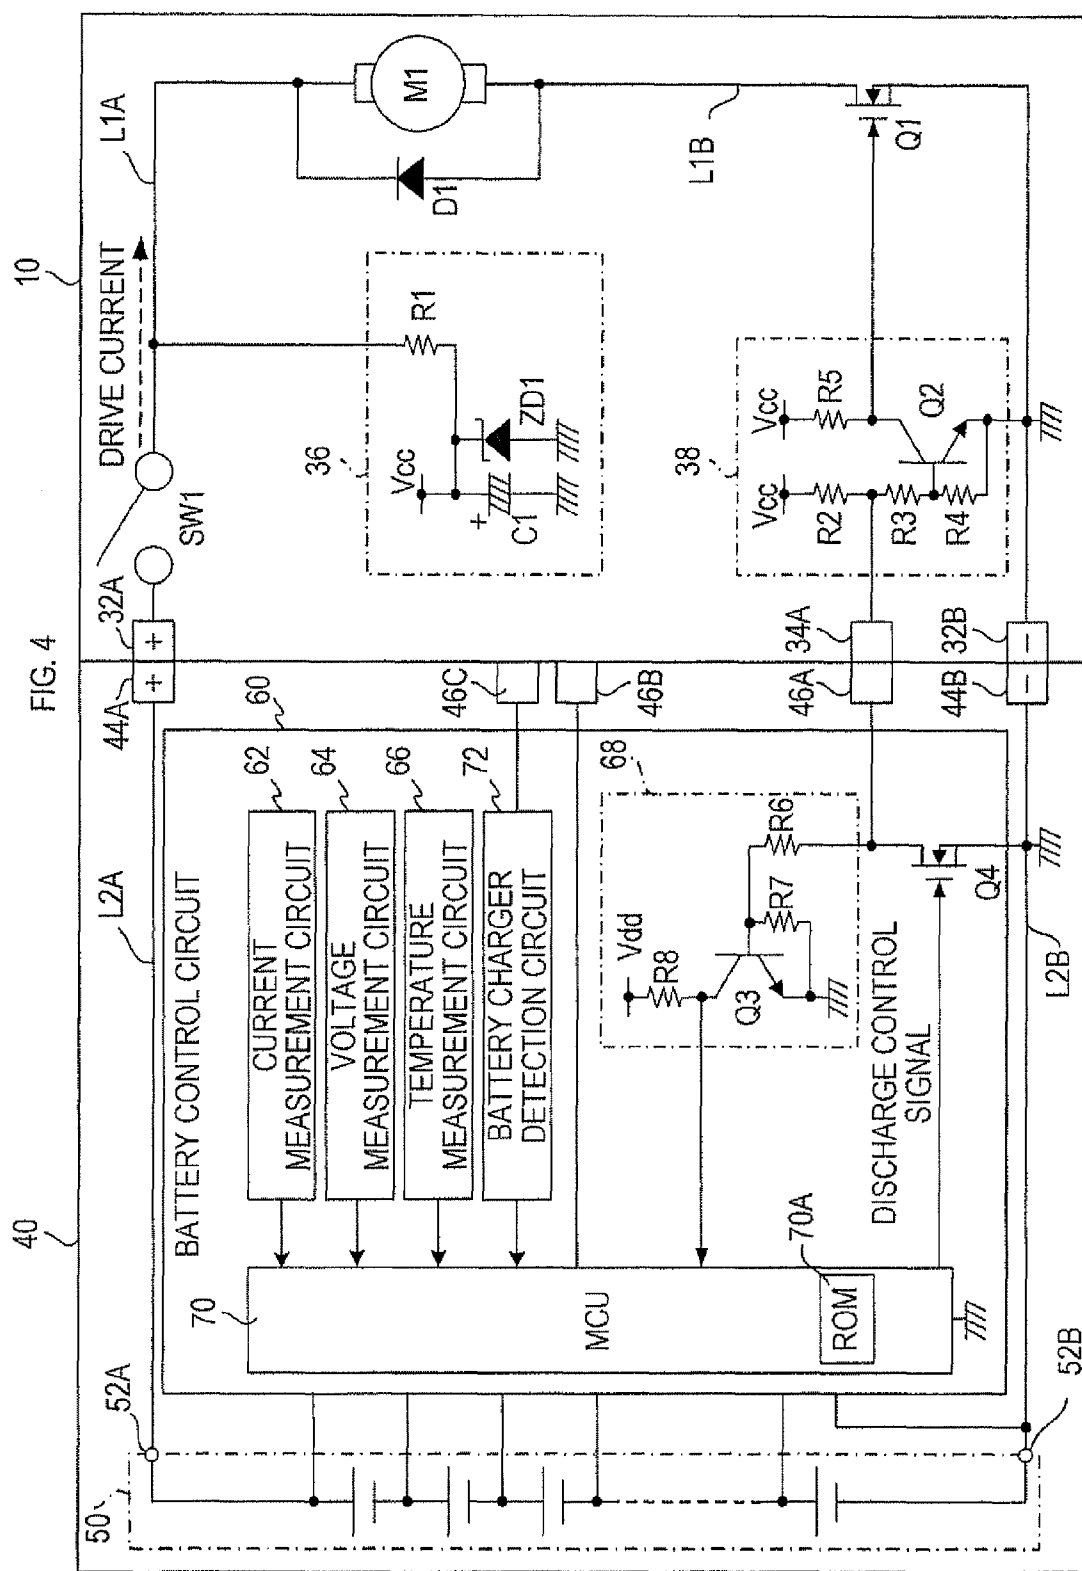 FIG. 4
40
10
50
52A
L2A
44A
32A
SW1
DRIVE CURRENT
L1A
BATTERY CONTROL CIRCUIT
60
70
MCU
ROM
70A
CURRENT
MEASUREMENT CIRCUIT
62
VOLTAGE
MEASUREMENT CIRCUIT
64
TEMPERATURE
MEASUREMENT CIRCUIT
66
BATTERY CHARGER
DETECTION CIRCUIT
72
46C
46B
36
Vcc
+
C1
ZD1
R1
D1
M1
L1B
68
Vdd
R8
Q3
R7
R6
DISCHARGE CONTROL
SIGNAL
Q4
46A
34A
38
Vcc
Vcc
R2
R3
R4
R5
Q2
Q1
52B
L2B
44B
32B
+
+
−
−